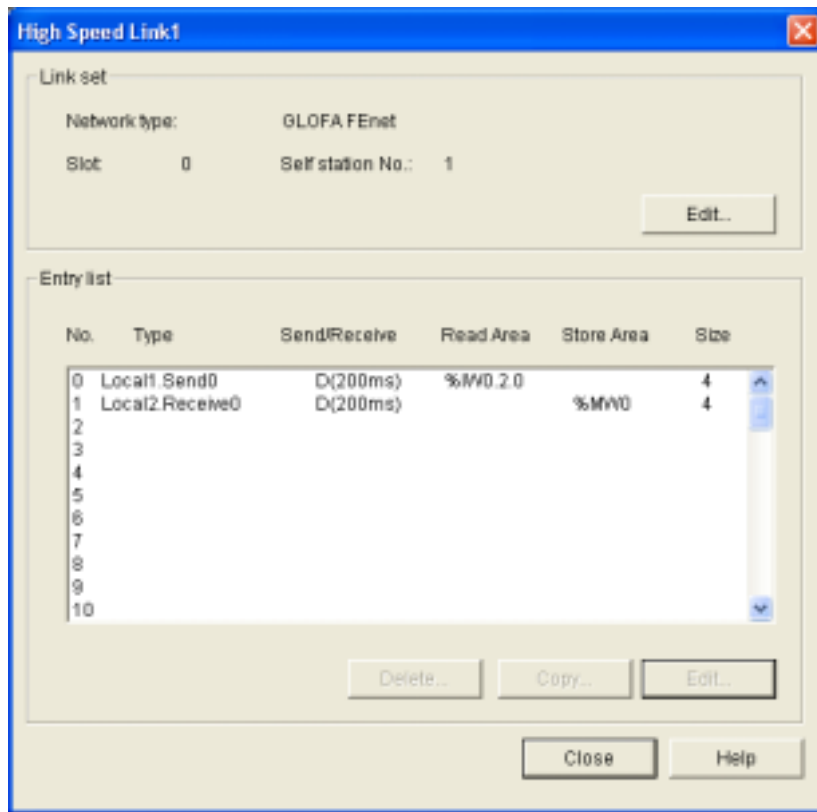 High Speed Link1
Link set
Network type: GLOFA FEnet
Slot: 0 Self station No.: 1
Edit...
Entry list
No. Type Send/Receive Read Area Store Area Size
0 Local1.Send0 D(200ms) %IW0.2.0 4
1 Local2.Receive0 D(200ms) %MW0 4
2
3
4
5
6
7
8
9
10
Delete... Copy... Edit...
Close Help